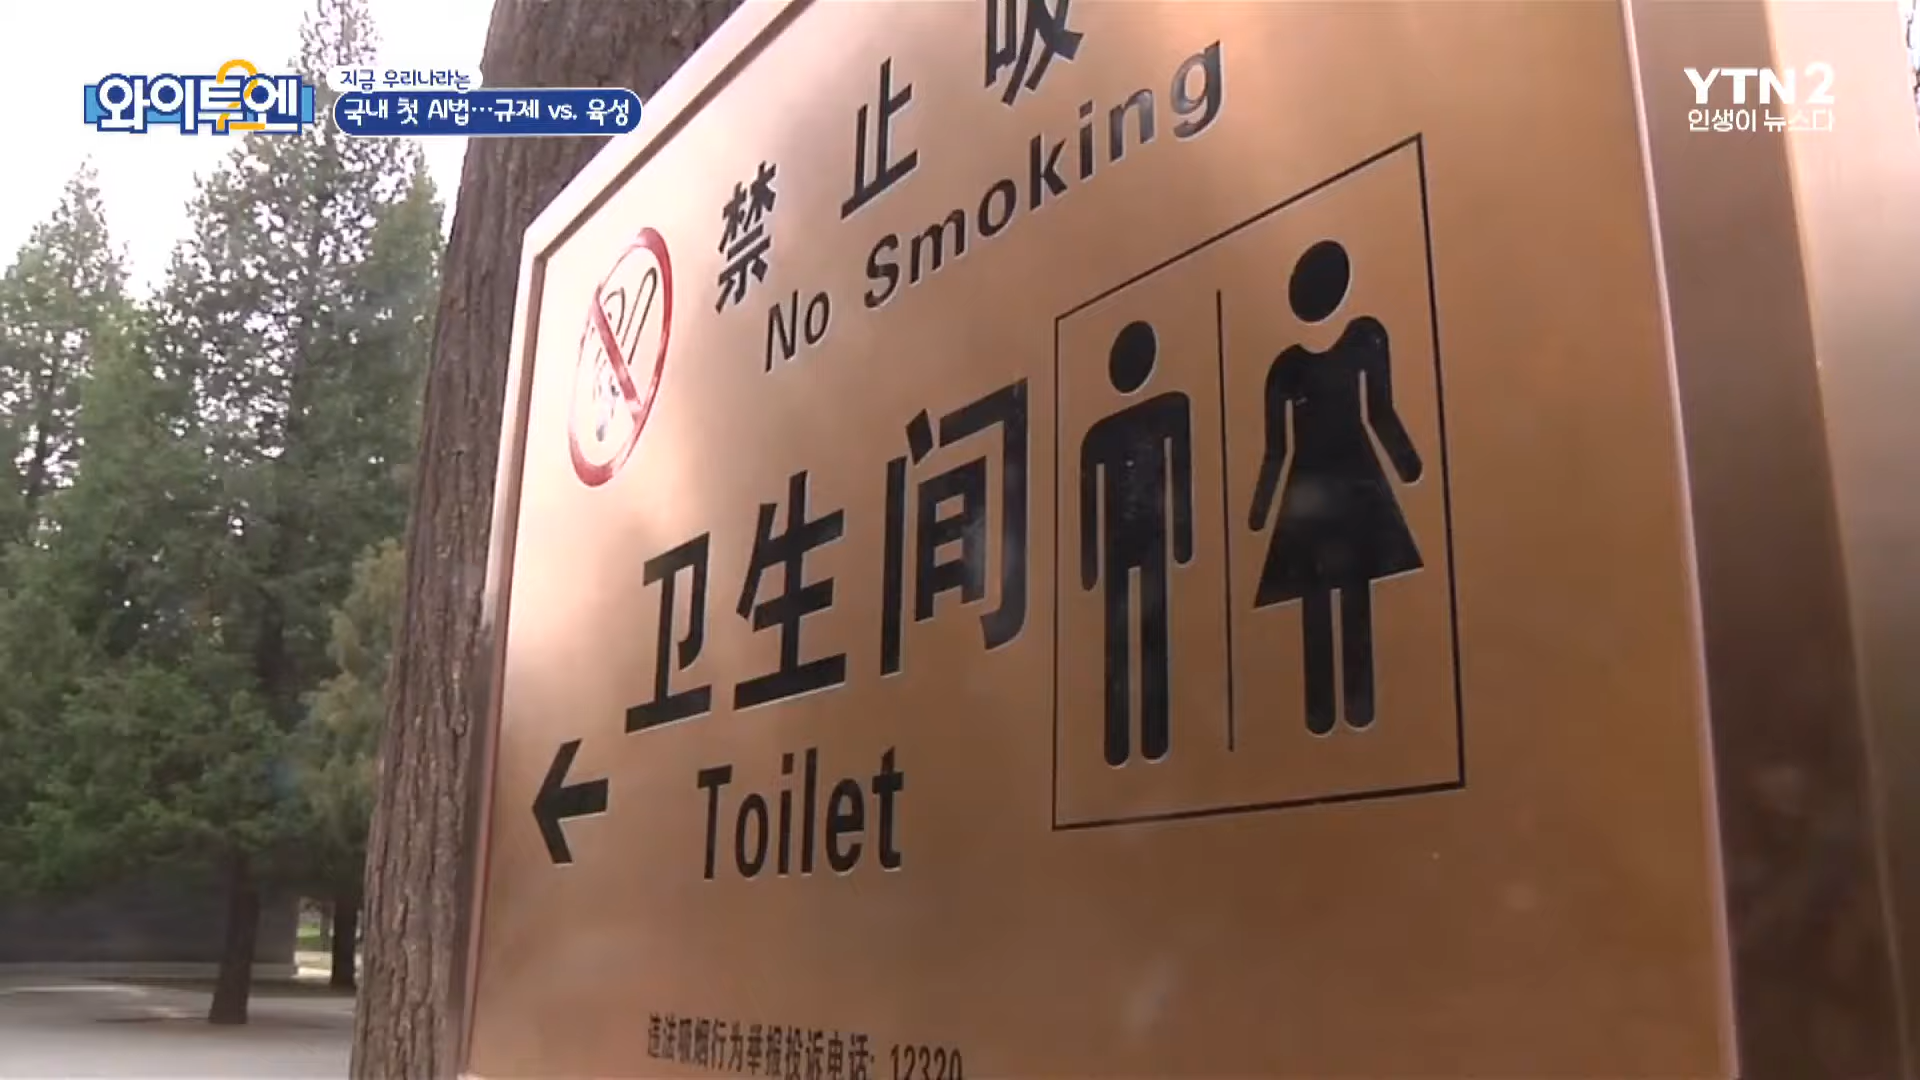 와이투엔
지금 우리나라는
국내 첫 AI법…규제 vs. 육성
YTN2
인생이 뉴스다
禁止吸
No Smoking
卫生间
Toilet
违法吸烟行为举报投诉电话: 12320